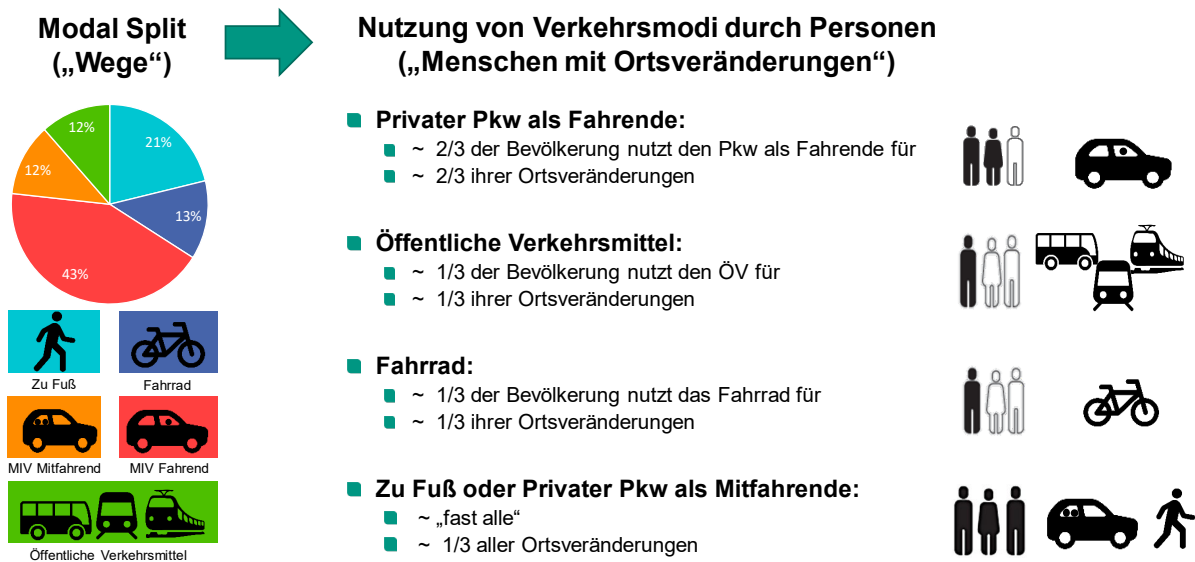 Modal Split
(„Wege“)
Nutzung von Verkehrsmodi durch Personen
(„Menschen mit Ortsveränderungen“)
12%
21%
12%
13%
43%
Zu Fuß
Fahrrad
MIV Mitfahrend
MIV Fahrend
Öffentliche Verkehrsmittel
Privater Pkw als Fahrende:
~ 2/3 der Bevölkerung nutzt den Pkw als Fahrende für
~ 2/3 ihrer Ortsveränderungen
Öffentliche Verkehrsmittel:
~ 1/3 der Bevölkerung nutzt den ÖV für
~ 1/3 ihrer Ortsveränderungen
Fahrrad:
~ 1/3 der Bevölkerung nutzt das Fahrrad für
~ 1/3 ihrer Ortsveränderungen
Zu Fuß oder Privater Pkw als Mitfahrende:
~ „fast alle“
~ 1/3 aller Ortsveränderungen